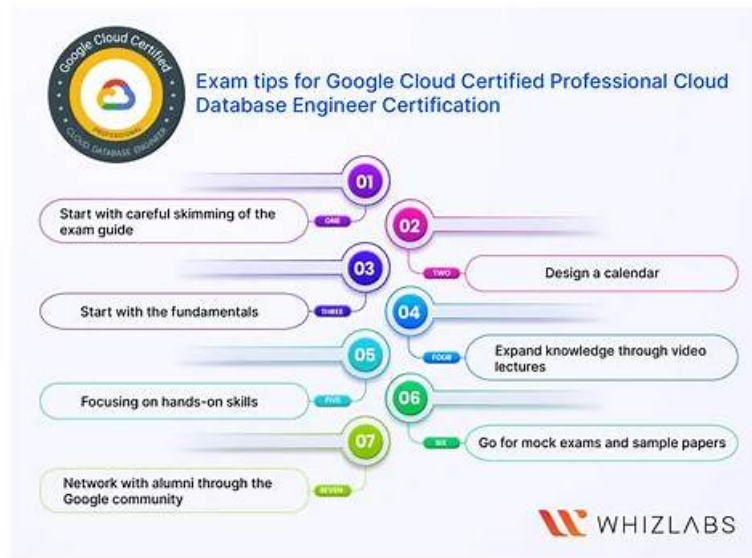 Google Cloud Certified
PROFESSIONAL
CLOUD DATABASE ENGINEER
Exam tips for Google Cloud Certified Professional Cloud
Database Engineer Certification
01
Start with careful skimming of the
exam guide
ONE
02
TWO
Design a calendar
03
Start with the fundamentals
THREE
04
FOUR
Expand knowledge through video
lectures
05
Focusing on hands-on skills
FIVE
06
SIX
Go for mock exams and sample papers
07
Network with alumni through the
Google community
SEVEN
WHIZLABS